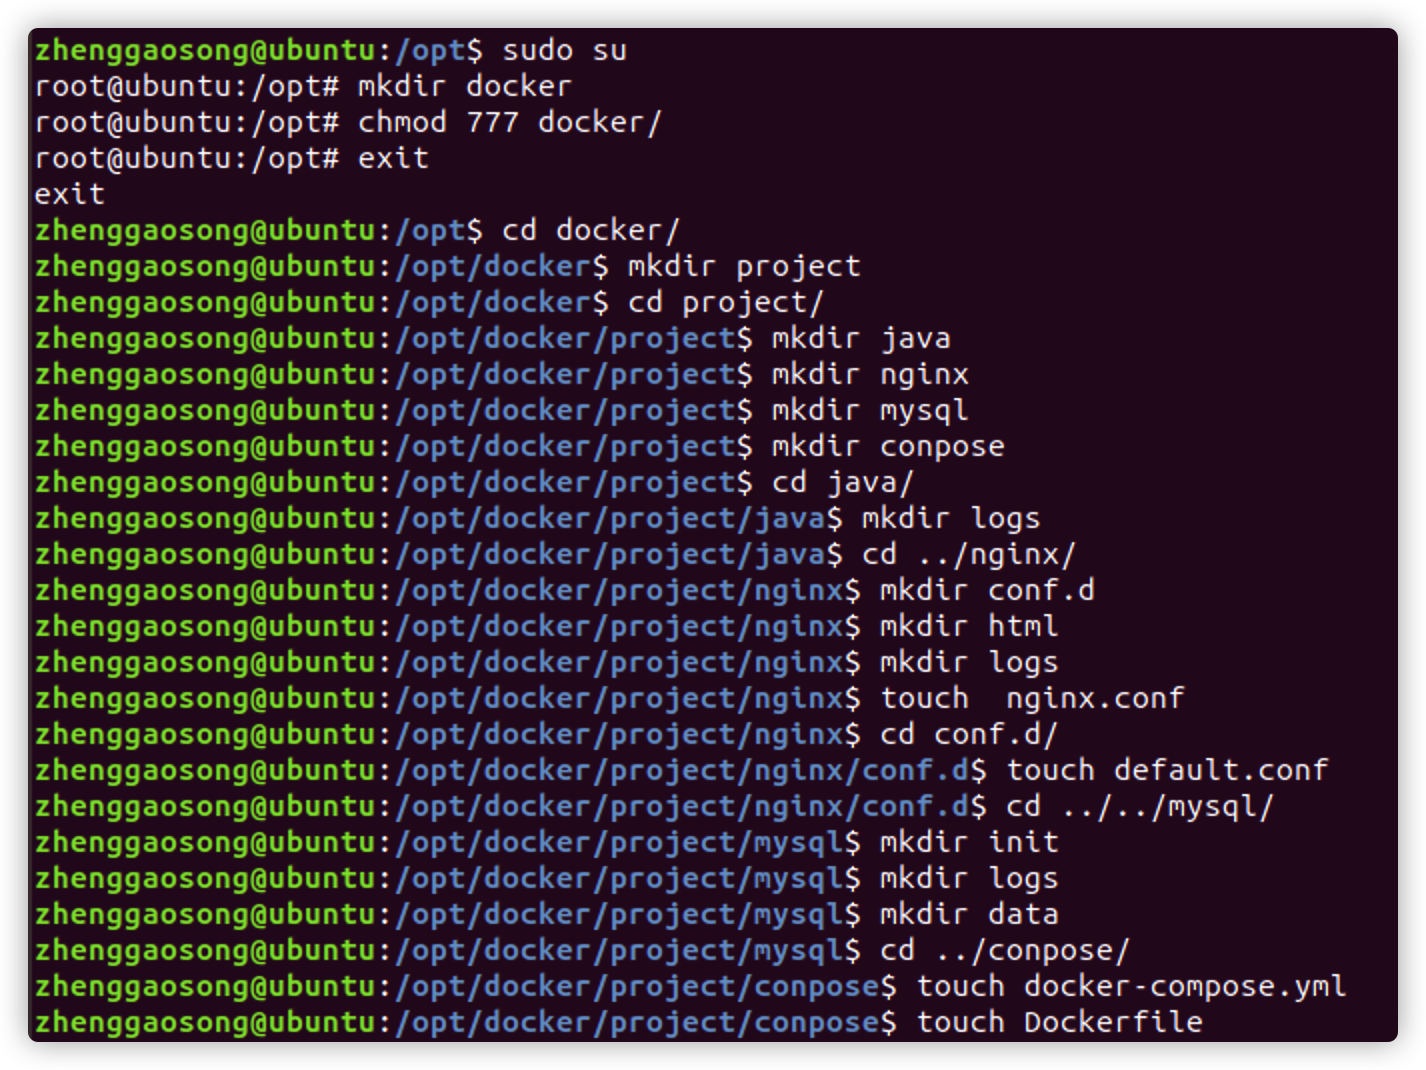 zhenggaosong@ubuntu:/opt$ sudo su
root@ubuntu:/opt# mkdir docker
root@ubuntu:/opt# chmod 777 docker/
root@ubuntu:/opt# exit
exit
zhenggaosong@ubuntu:/opt$ cd docker/
zhenggaosong@ubuntu:/opt/docker$ mkdir project
zhenggaosong@ubuntu:/opt/docker$ cd project/
zhenggaosong@ubuntu:/opt/docker/project$ mkdir java
zhenggaosong@ubuntu:/opt/docker/project$ mkdir nginx
zhenggaosong@ubuntu:/opt/docker/project$ mkdir mysql
zhenggaosong@ubuntu:/opt/docker/project$ mkdir conpose
zhenggaosong@ubuntu:/opt/docker/project$ cd java/
zhenggaosong@ubuntu:/opt/docker/project/java$ mkdir logs
zhenggaosong@ubuntu:/opt/docker/project/java$ cd ../nginx/
zhenggaosong@ubuntu:/opt/docker/project/nginx$ mkdir conf.d
zhenggaosong@ubuntu:/opt/docker/project/nginx$ mkdir html
zhenggaosong@ubuntu:/opt/docker/project/nginx$ mkdir logs
zhenggaosong@ubuntu:/opt/docker/project/nginx$ touch  nginx.conf
zhenggaosong@ubuntu:/opt/docker/project/nginx$ cd conf.d/
zhenggaosong@ubuntu:/opt/docker/project/nginx/conf.d$ touch default.conf
zhenggaosong@ubuntu:/opt/docker/project/nginx/conf.d$ cd ../../mysql/
zhenggaosong@ubuntu:/opt/docker/project/mysql$ mkdir init
zhenggaosong@ubuntu:/opt/docker/project/mysql$ mkdir logs
zhenggaosong@ubuntu:/opt/docker/project/mysql$ mkdir data
zhenggaosong@ubuntu:/opt/docker/project/mysql$ cd ../conpose/
zhenggaosong@ubuntu:/opt/docker/project/conpose$ touch docker-compose.yml
zhenggaosong@ubuntu:/opt/docker/project/conpose$ touch Dockerfile